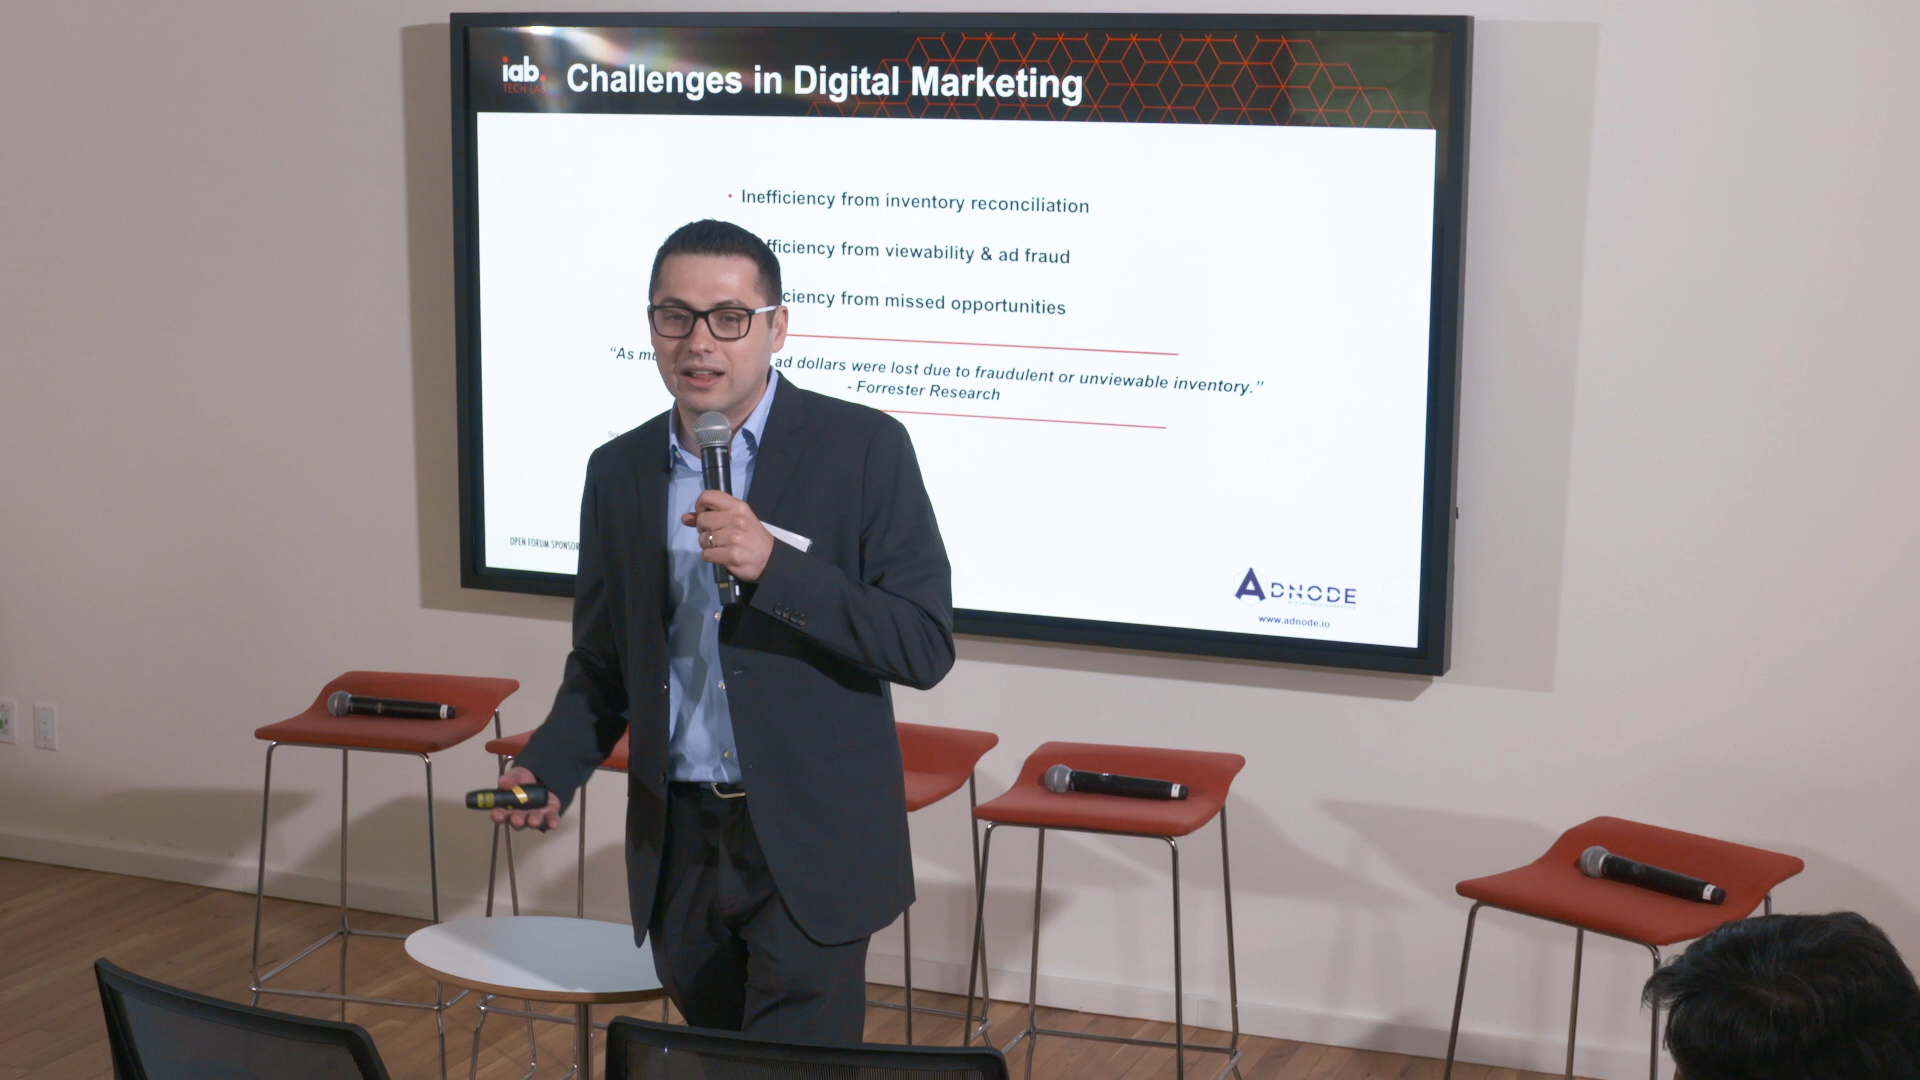 iab.
TECH LAB
Challenges in Digital Marketing
• Inefficiency from inventory reconciliation
fficiency from viewability & ad fraud
ciency from missed opportunities
“As mu ad dollars were lost due to fraudulent or unviewable inventory.”
- Forrester Research
OPEN FORUM SPONSOR
ADNODE
www.adnode.io